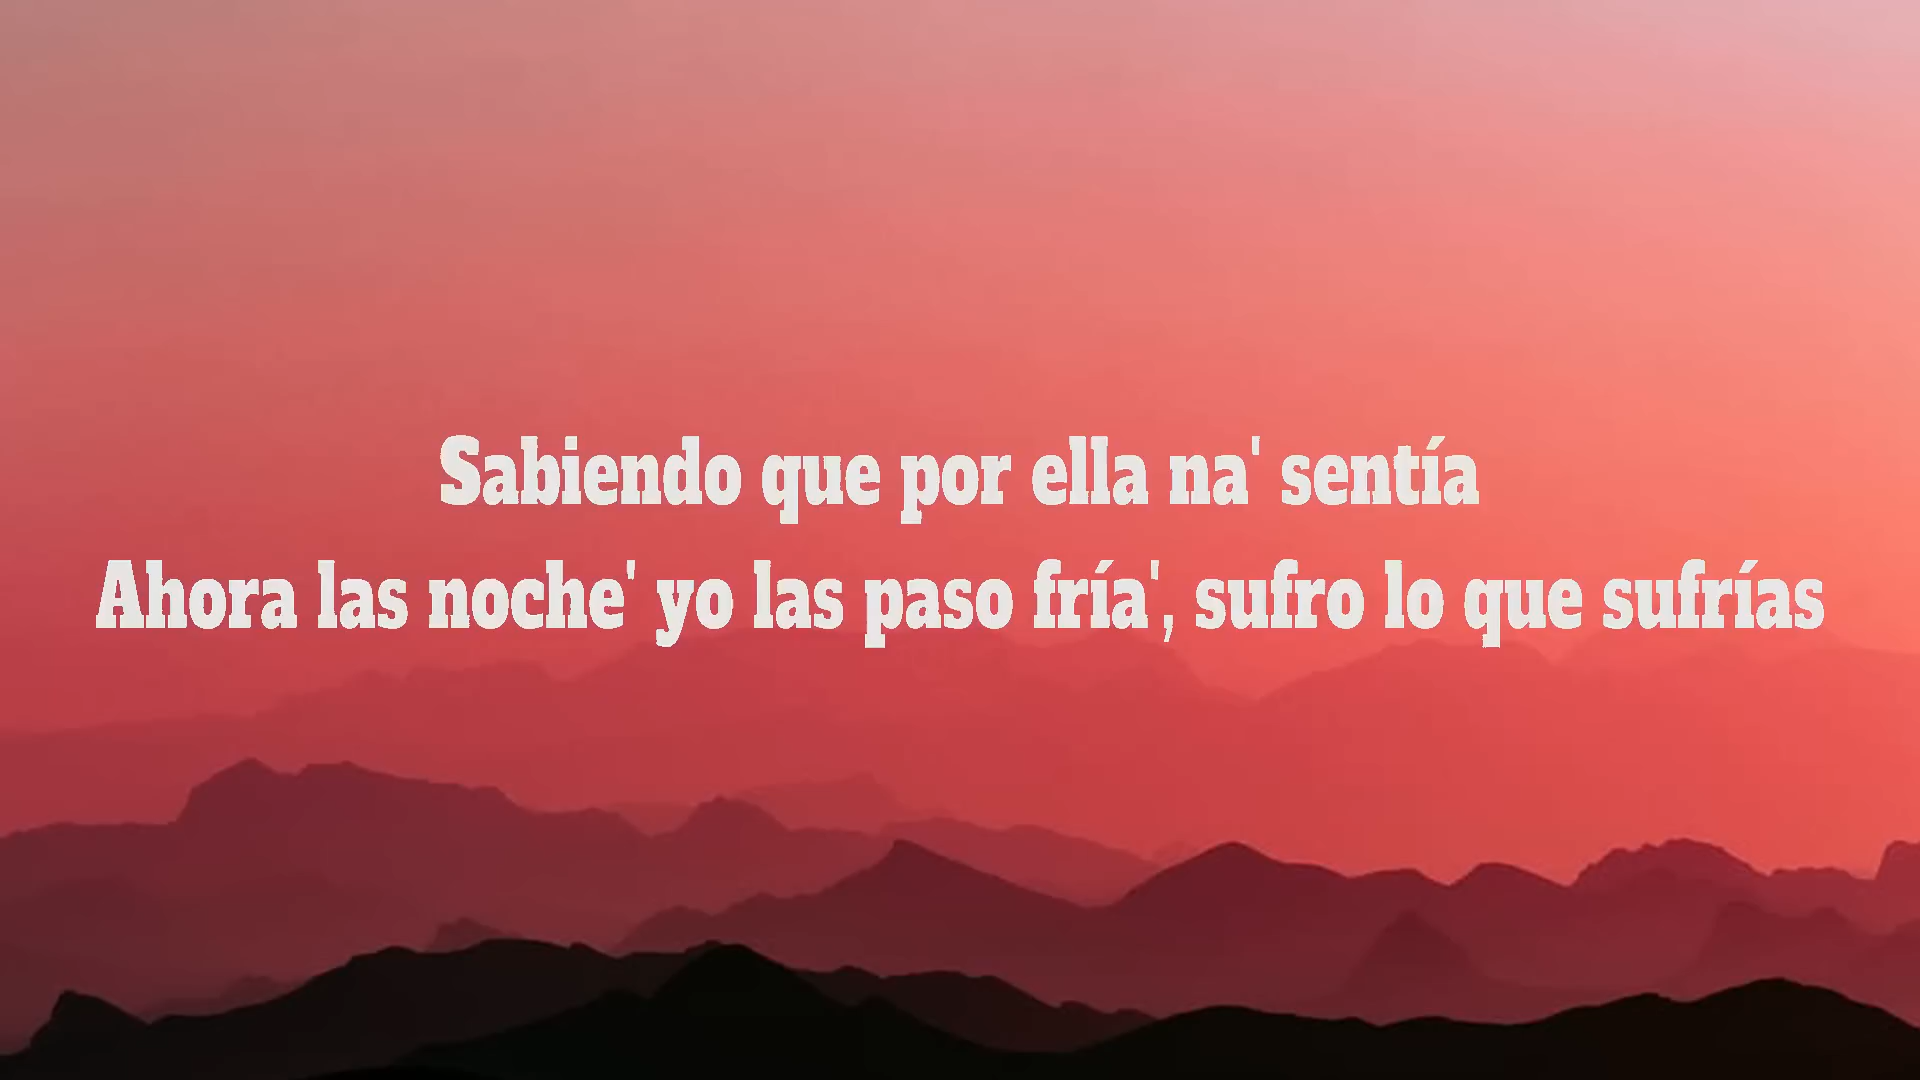 Sabiendo que por ella na' sentía
Ahora las noche' yo las paso fría', sufro lo que sufrías